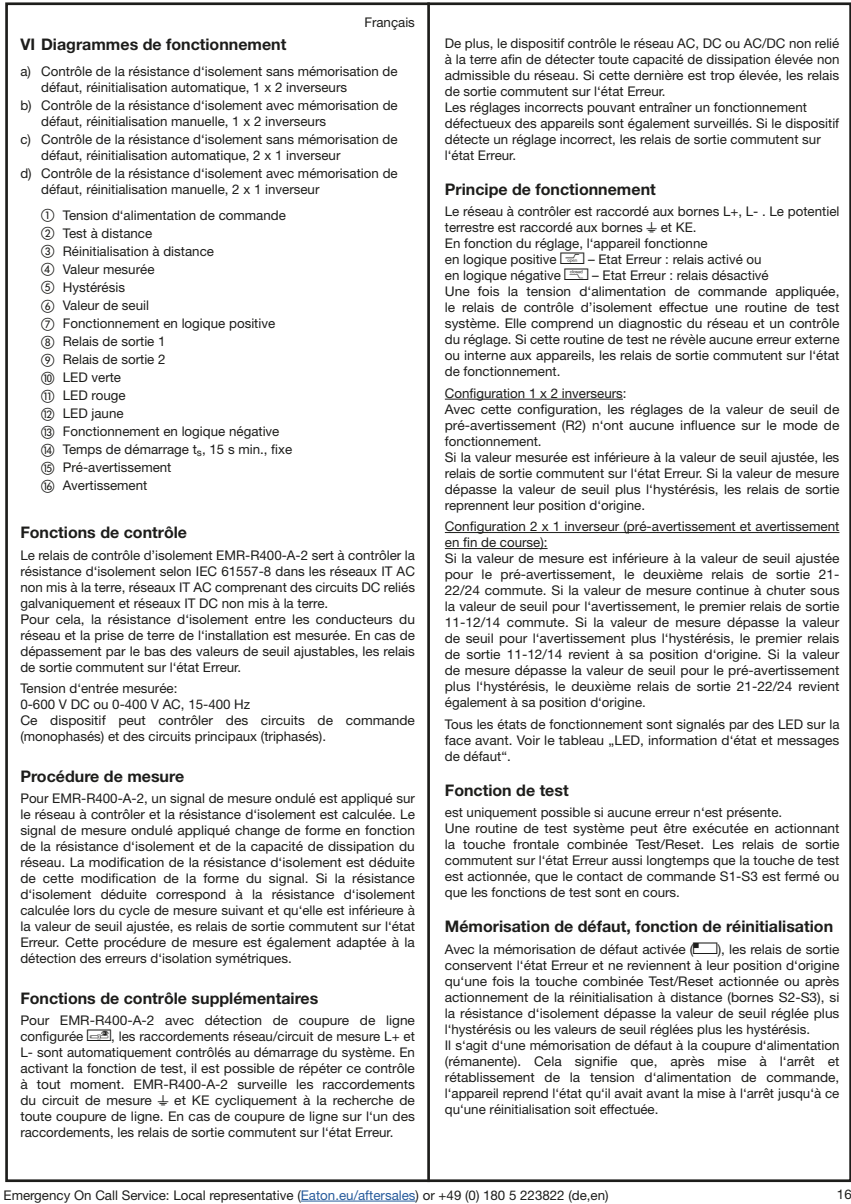 Français
VI Diagrammes de fonctionnement
a) Contrôle de la résistance d'isolement sans mémorisation de
défaut, réinitialisation automatique, 1 x 2 inverseurs
b) Contrôle de la résistance d'isolement avec mémorisation de
défaut, réinitialisation manuelle, 1 x 2 inverseurs
c) Contrôle de la résistance d'isolement sans mémorisation de
défaut, réinitialisation automatique, 2 x 1 inverseur
d) Contrôle de la résistance d'isolement avec mémorisation de
défaut, réinitialisation manuelle, 2 x 1 inverseur
① Tension d'alimentation de commande
② Test à distance
③ Réinitialisation à distance
④ Valeur mesurée
⑤ Hystérésis
⑥ Valeur de seuil
⑦ Fonctionnement en logique positive
⑧ Relais de sortie 1
⑨ Relais de sortie 2
⑩ LED verte
⑪ LED rouge
⑫ LED jaune
⑬ Fonctionnement en logique négative
⑭ Temps de démarrage ts, 15 s min., fixe
⑮ Pré-avertissement
⑯ Avertissement
Fonctions de contrôle
Le relais de contrôle d'isolement EMR-R400-A-2 sert à contrôler la
résistance d'isolement selon IEC 61557-8 dans les réseaux IT AC
non mis à la terre, réseaux IT AC comprenant des circuits DC reliés
galvaniquement et réseaux IT DC non mis à la terre.
Pour cela, la résistance d'isolement entre les conducteurs du
réseau et la prise de terre de l'installation est mesurée. En cas de
dépassement par le bas des valeurs de seuil ajustables, les relais
de sortie commutent sur l'état Erreur.
Tension d'entrée mesurée:
0-600 V DC ou 0-400 V AC, 15-400 Hz
Ce dispositif peut contrôler des circuits de commande
(monophasés) et des circuits principaux (triphasés).
Procédure de mesure
Pour EMR-R400-A-2, un signal de mesure ondulé est appliqué sur
le réseau à contrôler et la résistance d'isolement est calculée. Le
signal de mesure ondulé appliqué change de forme en fonction
de la résistance d'isolement et de la capacité de dissipation du
réseau. La modification de la résistance d'isolement est déduite
de cette modification de la forme du signal. Si la résistance
d'isolement déduite correspond à la résistance d'isolement
calculée lors du cycle de mesure suivant et qu'elle est inférieure à
la valeur de seuil ajustée, es relais de sortie commutent sur l'état
Erreur. Cette procédure de mesure est également adaptée à la
détection des erreurs d'isolation symétriques.
Fonctions de contrôle supplémentaires
Pour EMR-R400-A-2 avec détection de coupure de ligne
configurée , les raccordements réseau/circuit de mesure L+ et
L- sont automatiquement contrôlés au démarrage du système. En
activant la fonction de test, il est possible de répéter ce contrôle
à tout moment. EMR-R400-A-2 surveille les raccordements
du circuit de mesure ⏚ et KE cycliquement à la recherche de
toute coupure de ligne. En cas de coupure de ligne sur l'un des
raccordements, les relais de sortie commutent sur l'état Erreur.
De plus, le dispositif contrôle le réseau AC, DC ou AC/DC non relié
à la terre afin de détecter toute capacité de dissipation élevée non
admissible du réseau. Si cette dernière est trop élevée, les relais
de sortie commutent sur l'état Erreur.
Les réglages incorrects pouvant entraîner un fonctionnement
défectueux des appareils sont également surveillés. Si le dispositif
détecte un réglage incorrect, les relais de sortie commutent sur
l'état Erreur.
Principe de fonctionnement
Le réseau à contrôler est raccordé aux bornes L+, L- . Le potentiel
terrestre est raccordé aux bornes ⏚ et KE.
En fonction du réglage, l'appareil fonctionne
en logique positive – Etat Erreur : relais activé ou
en logique négative – Etat Erreur : relais désactivé
Une fois la tension d'alimentation de commande appliquée,
le relais de contrôle d'isolement effectue une routine de test
système. Elle comprend un diagnostic du réseau et un contrôle
du réglage. Si cette routine de test ne révèle aucune erreur externe
ou interne aux appareils, les relais de sortie commutent sur l'état
de fonctionnement.
Configuration 1 x 2 inverseurs:
Avec cette configuration, les réglages de la valeur de seuil de
pré-avertissement (R2) n'ont aucune influence sur le mode de
fonctionnement.
Si la valeur mesurée est inférieure à la valeur de seuil ajustée, les
relais de sortie commutent sur l'état Erreur. Si la valeur de mesure
dépasse la valeur de seuil plus l'hystérésis, les relais de sortie
reprennent leur position d'origine.
Configuration 2 x 1 inverseur (pré-avertissement et avertissement
en fin de course):
Si la valeur de mesure est inférieure à la valeur de seuil ajustée
pour le pré-avertissement, le deuxième relais de sortie 21-
22/24 commute. Si la valeur de mesure continue à chuter sous
la valeur de seuil pour l'avertissement, le premier relais de sortie
11-12/14 commute. Si la valeur de mesure dépasse la valeur
de seuil pour l'avertissement plus l'hystérésis, le premier relais
de sortie 11-12/14 revient à sa position d'origine. Si la valeur
de mesure dépasse la valeur de seuil pour le pré-avertissement
plus l'hystérésis, le deuxième relais de sortie 21-22/24 revient
également à sa position d'origine.
Tous les états de fonctionnement sont signalés par des LED sur la
face avant. Voir le tableau „LED, information d'état et messages
de défaut“.
Fonction de test
est uniquement possible si aucune erreur n'est présente.
Une routine de test système peut être exécutée en actionnant
la touche frontale combinée Test/Reset. Les relais de sortie
commutent sur l'état Erreur aussi longtemps que la touche de test
est actionnée, que le contact de commande S1-S3 est fermé ou
que les fonctions de test sont en cours.
Mémorisation de défaut, fonction de réinitialisation
Avec la mémorisation de défaut activée (), les relais de sortie
conservent l'état Erreur et ne reviennent à leur position d'origine
qu'une fois la touche combinée Test/Reset actionnée ou après
actionnement de la réinitialisation à distance (bornes S2-S3), si
la résistance d'isolement dépasse la valeur de seuil réglée plus
l'hystérésis ou les valeurs de seuil réglées plus les hystérésis.
Il s'agit d'une mémorisation de défaut à la coupure d'alimentation
(rémanente). Cela signifie que, après mise à l'arrêt et
rétablissement de la tension d'alimentation de commande,
l'appareil reprend l'état qu'il avait avant la mise à l'arrêt jusqu'à ce
qu'une réinitialisation soit effectuée.
Emergency On Call Service: Local representative (Eaton.eu/aftersales) or +49 (0) 180 5 223822 (de,en)
16